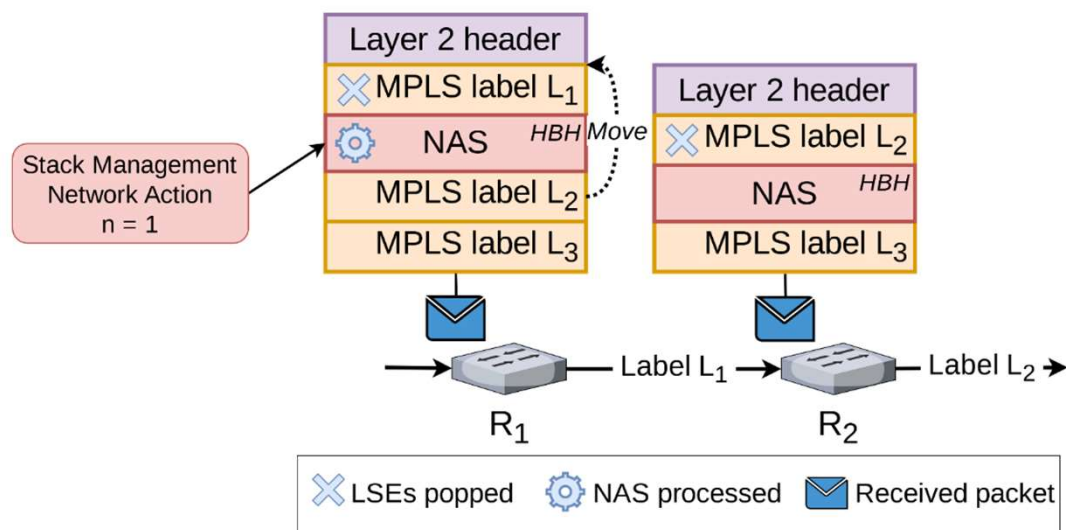 Layer 2 header
MPLS label L₁
NAS HBH Move
MPLS label L₂
MPLS label L₃
Stack Management
Network Action
n = 1
Layer 2 header
MPLS label L₂
NAS HBH
MPLS label L₃
Label L₁
Label L₂
R₁
R₂
LSEs popped
NAS processed
Received packet